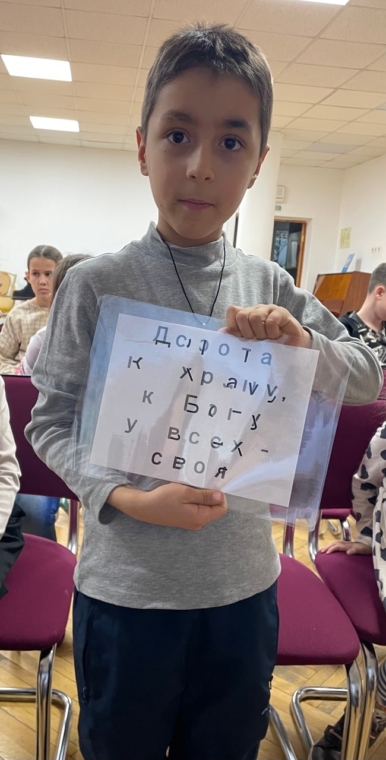 Дорога
к храму,
к Богу
у всех -
своя